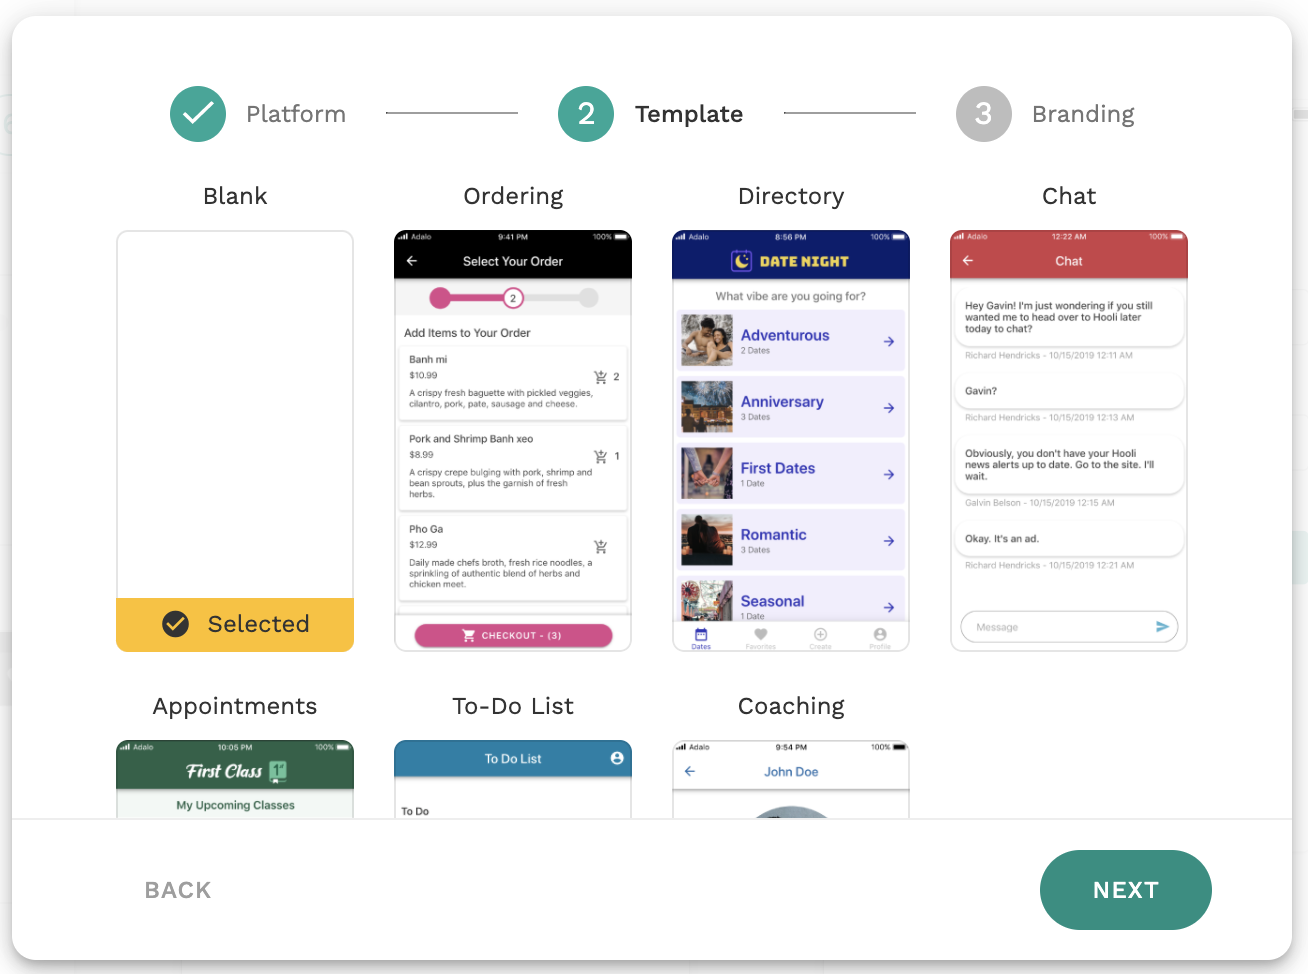 Platform
2
Template
3
Branding
Blank
Selected
Ordering
Adalo 9:41 PM 100%
Select Your Order
2
Add Items to Your Order
Banh mi
$10.99
2
A crispy fresh baguette with pickled veggies,
cilantro, pork, pate, sausage and cheese.
Pork and Shrimp Banh xeo
$8.99
1
A crispy crepe bulging with pork, shrimp and
bean sprouts, plus the garnish of fresh
herbs.
Pho Ga
$12.99
Daily made chefs broth, fresh rice noodles, a
sprinkling of authentic blend of herbs and
chicken meet.
CHECKOUT - (3)
Directory
Adalo 8:56 PM 100%
DATE NIGHT
What vibe are you going for?
Adventurous
2 Dates
Anniversary
3 Dates
First Dates
1 Date
Romantic
3 Dates
Seasonal
1 Date
Dates Favorites Create Profile
Chat
Adalo 12:22 AM 100%
Chat
Hey Gavin! I'm just wondering if you still
wanted me to head over to Hooli later
today to chat?
Richard Hendricks - 10/15/2019 12:11 AM
Gavin?
Richard Hendricks - 10/15/2019 12:13 AM
Obviously, you don't have your Hooli
news alerts up to date. Go to the site. I'll
wait.
Galvin Belson - 10/15/2019 12:15 AM
Okay. It's an ad.
Richard Hendricks - 10/15/2019 12:21 AM
Message
Appointments
Adalo 10:05 PM 100%
First Class 1st
My Upcoming Classes
To-Do List
To Do List
To Do
Coaching
Adalo 9:54 PM 100%
John Doe
BACK
NEXT